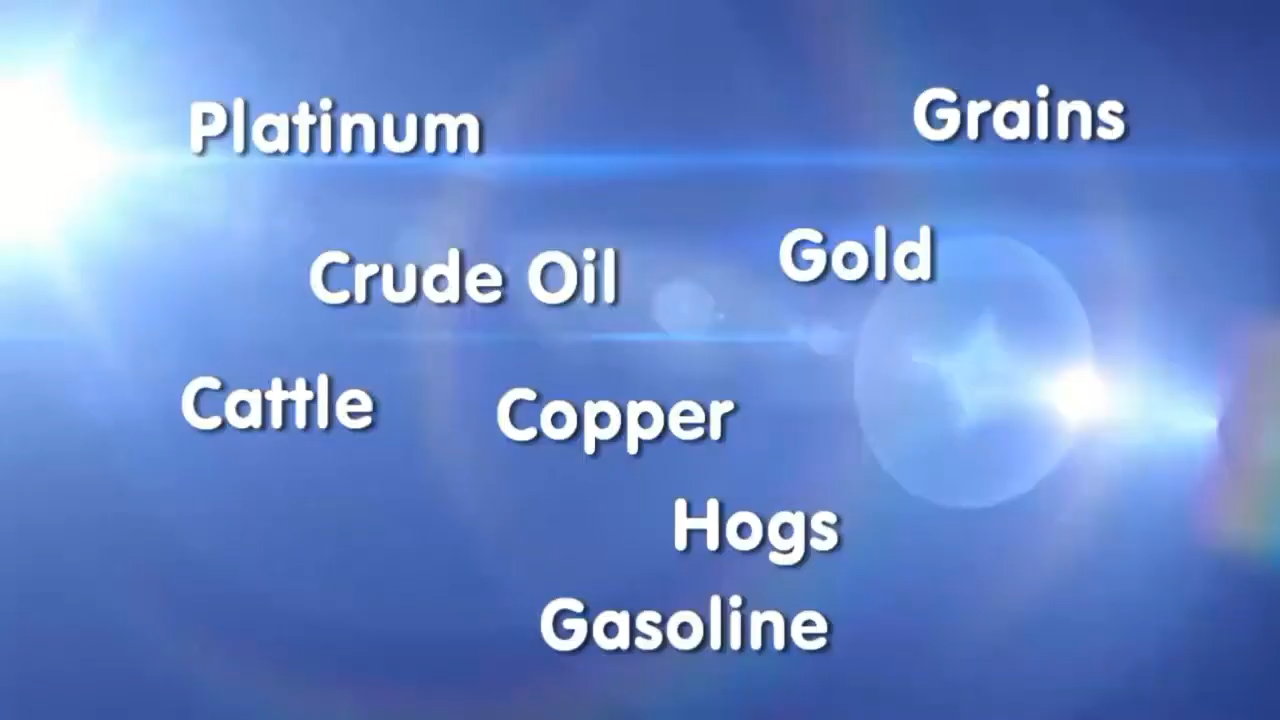 Platinum
Grains
Crude Oil
Gold
Cattle
Copper
Hogs
Gasoline